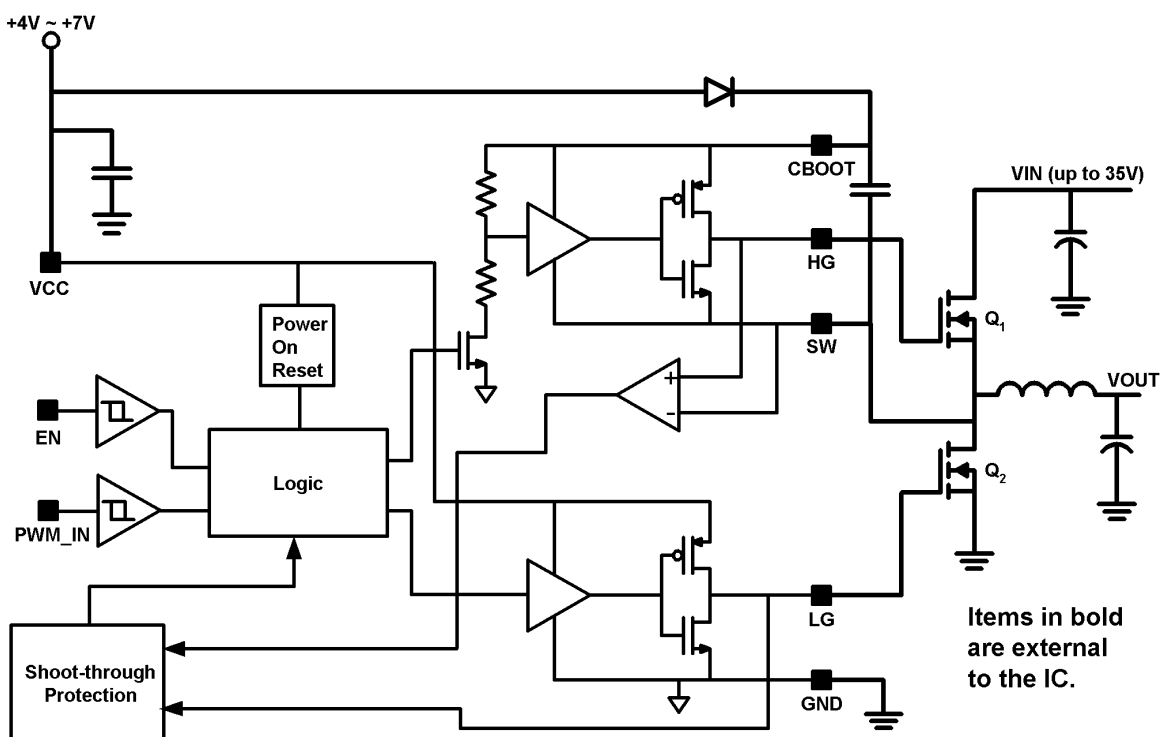 +4V ~ +7V
CBOOT
VIN (up to 35V)
HG
VCC
Power
On
Reset
SW
Q1
+
-
VOUT
EN
Logic
Q2
PWM_IN
LG
Items in bold
are external
to the IC.
Shoot-through
Protection
GND